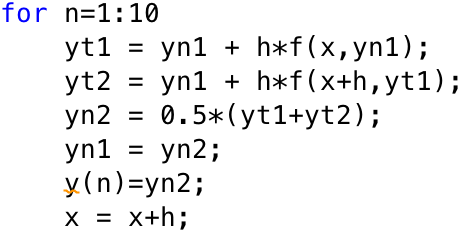 for n=1:10
    yt1 = yn1 + h*f(x,yn1);
    yt2 = yn1 + h*f(x+h,yt1);
    yn2 = 0.5*(yt1+yt2);
    yn1 = yn2;
    y(n)=yn2;
    x = x+h;